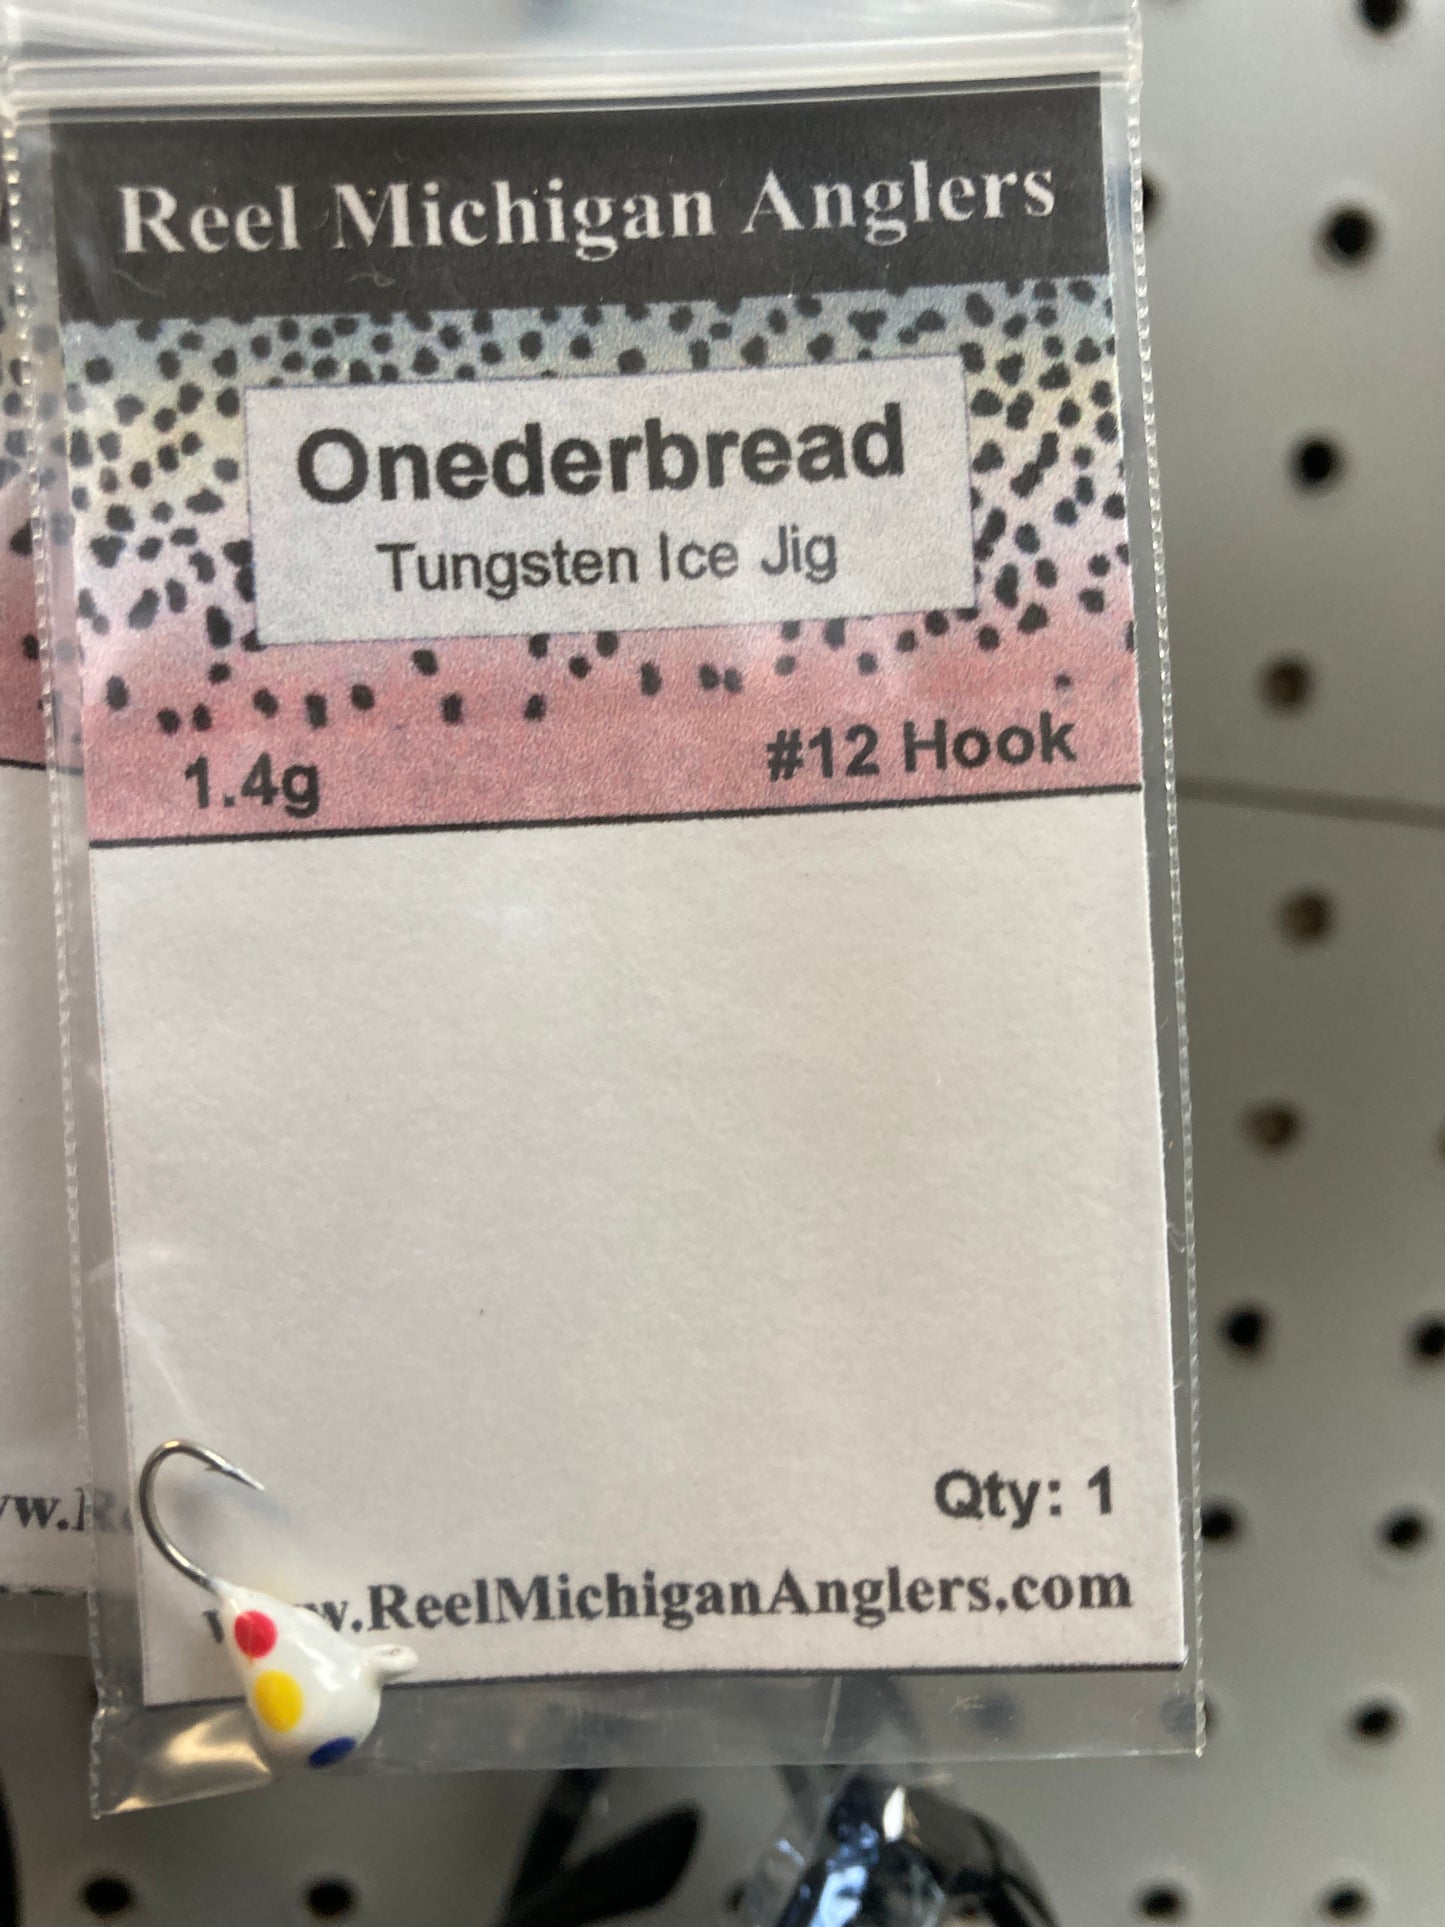 Reel Michigan Anglers
Onederbread
Tungsten Ice Jig
1.4g #12 Hook
Qty: 1
www.ReelMichiganAnglers.com